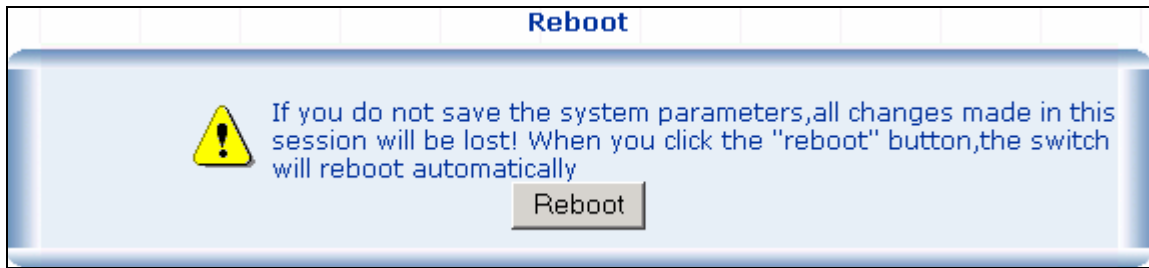 Reboot
If you do not save the system parameters,all changes made in this
session will be lost! When you click the "reboot" button,the switch
will reboot automatically
Reboot